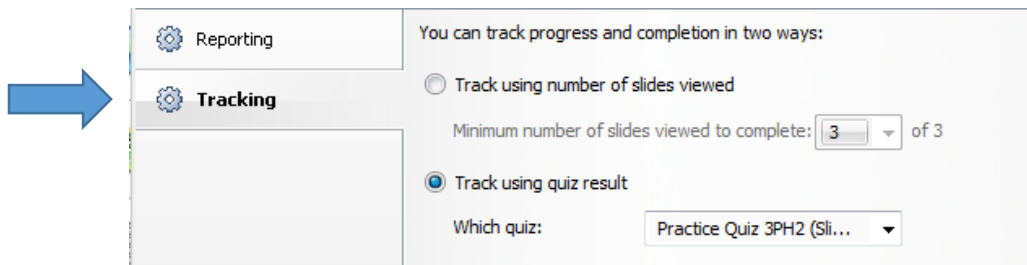 Reporting
Tracking
You can track progress and completion in two ways:
Track using number of slides viewed
Minimum number of slides viewed to complete: 3 of 3
Track using quiz result
Which quiz: Practice Quiz 3PH2 (Sli...